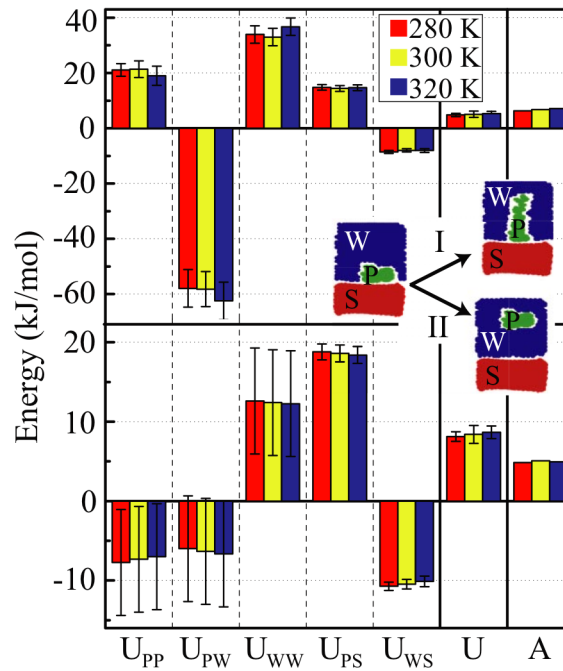 40
20
0
-20
-40
-60
20
10
0
-10
Energy (kJ/mol)
280 K
300 K
320 K
W
P
S
I
II
W
P
S
P
W
S
U_PP U_PW U_WW U_PS U_WS U A